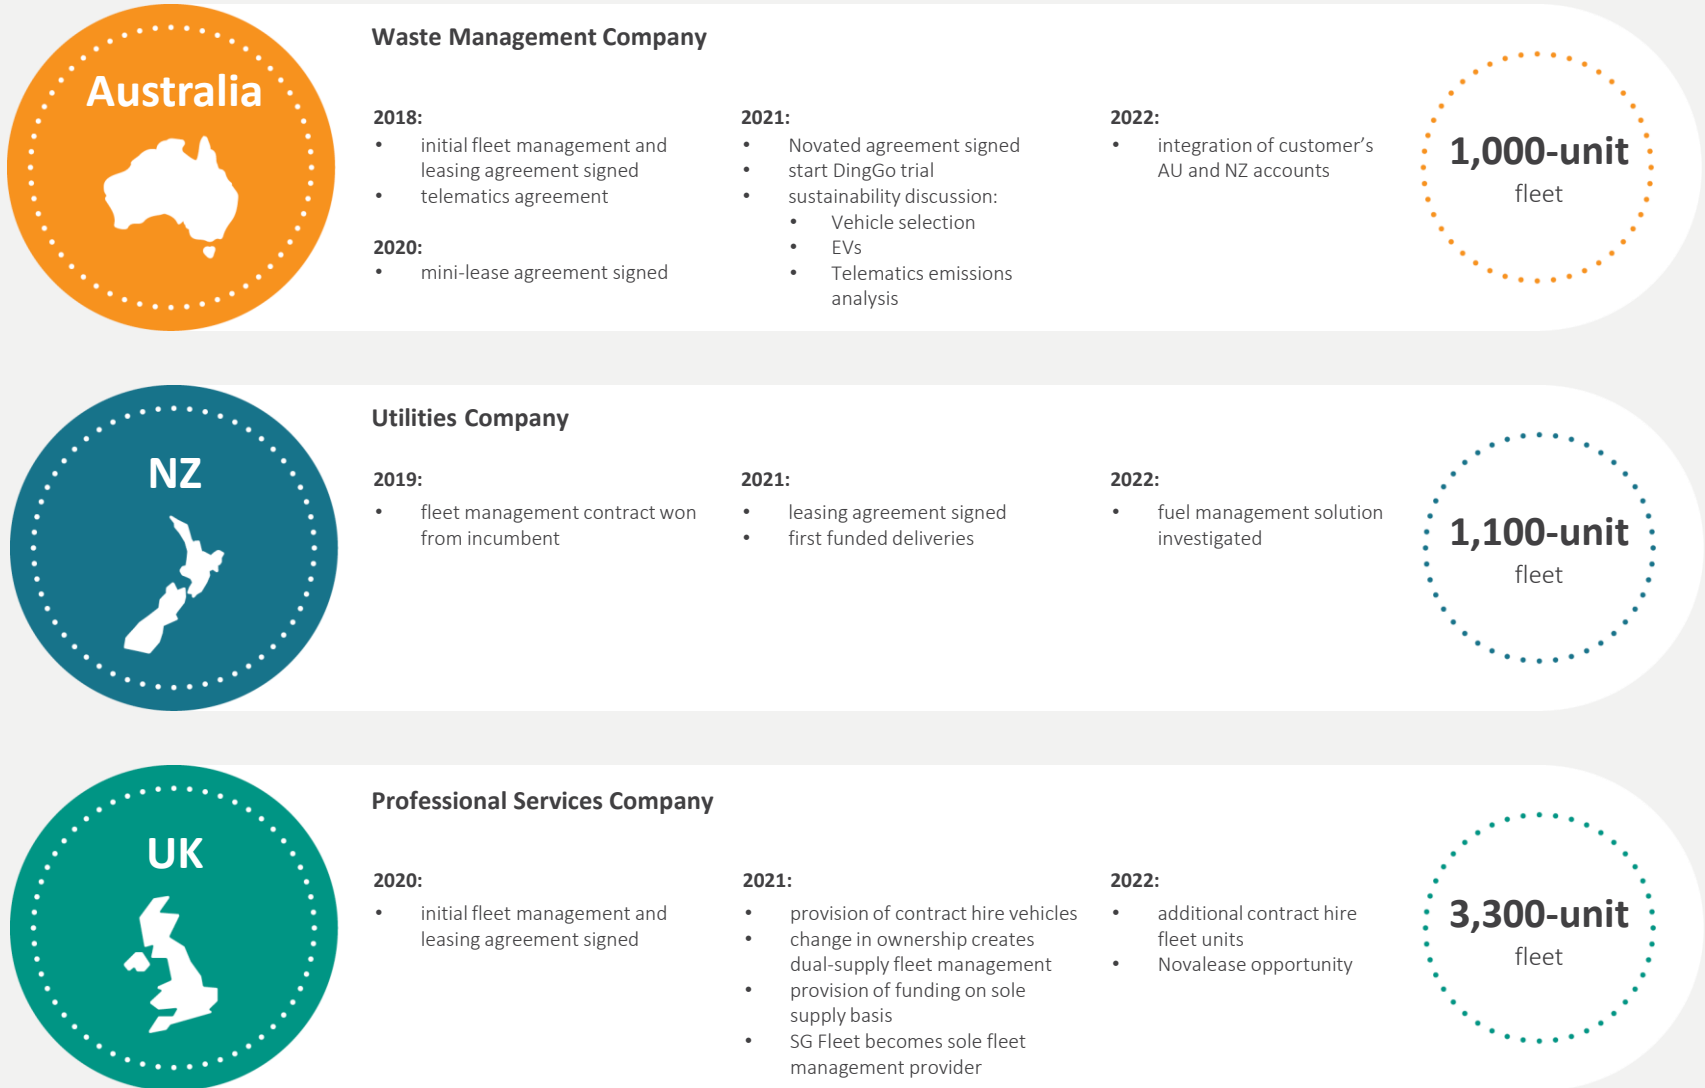 Australia
Waste Management Company
2018:
• initial fleet management and
leasing agreement signed
• telematics agreement
2020:
• mini-lease agreement signed
2021:
• Novated agreement signed
• start DingGo trial
• sustainability discussion:
• Vehicle selection
• EVs
• Telematics emissions
analysis
2022:
• integration of customer’s
AU and NZ accounts
1,000-unit
fleet
NZ
Utilities Company
2019:
• fleet management contract won
from incumbent
2021:
• leasing agreement signed
• first funded deliveries
2022:
• fuel management solution
investigated
1,100-unit
fleet
UK
Professional Services Company
2020:
• initial fleet management and
leasing agreement signed
2021:
• provision of contract hire vehicles
• change in ownership creates
dual-supply fleet management
• provision of funding on sole
supply basis
• SG Fleet becomes sole fleet
management provider
2022:
• additional contract hire
fleet units
• Novalease opportunity
3,300-unit
fleet